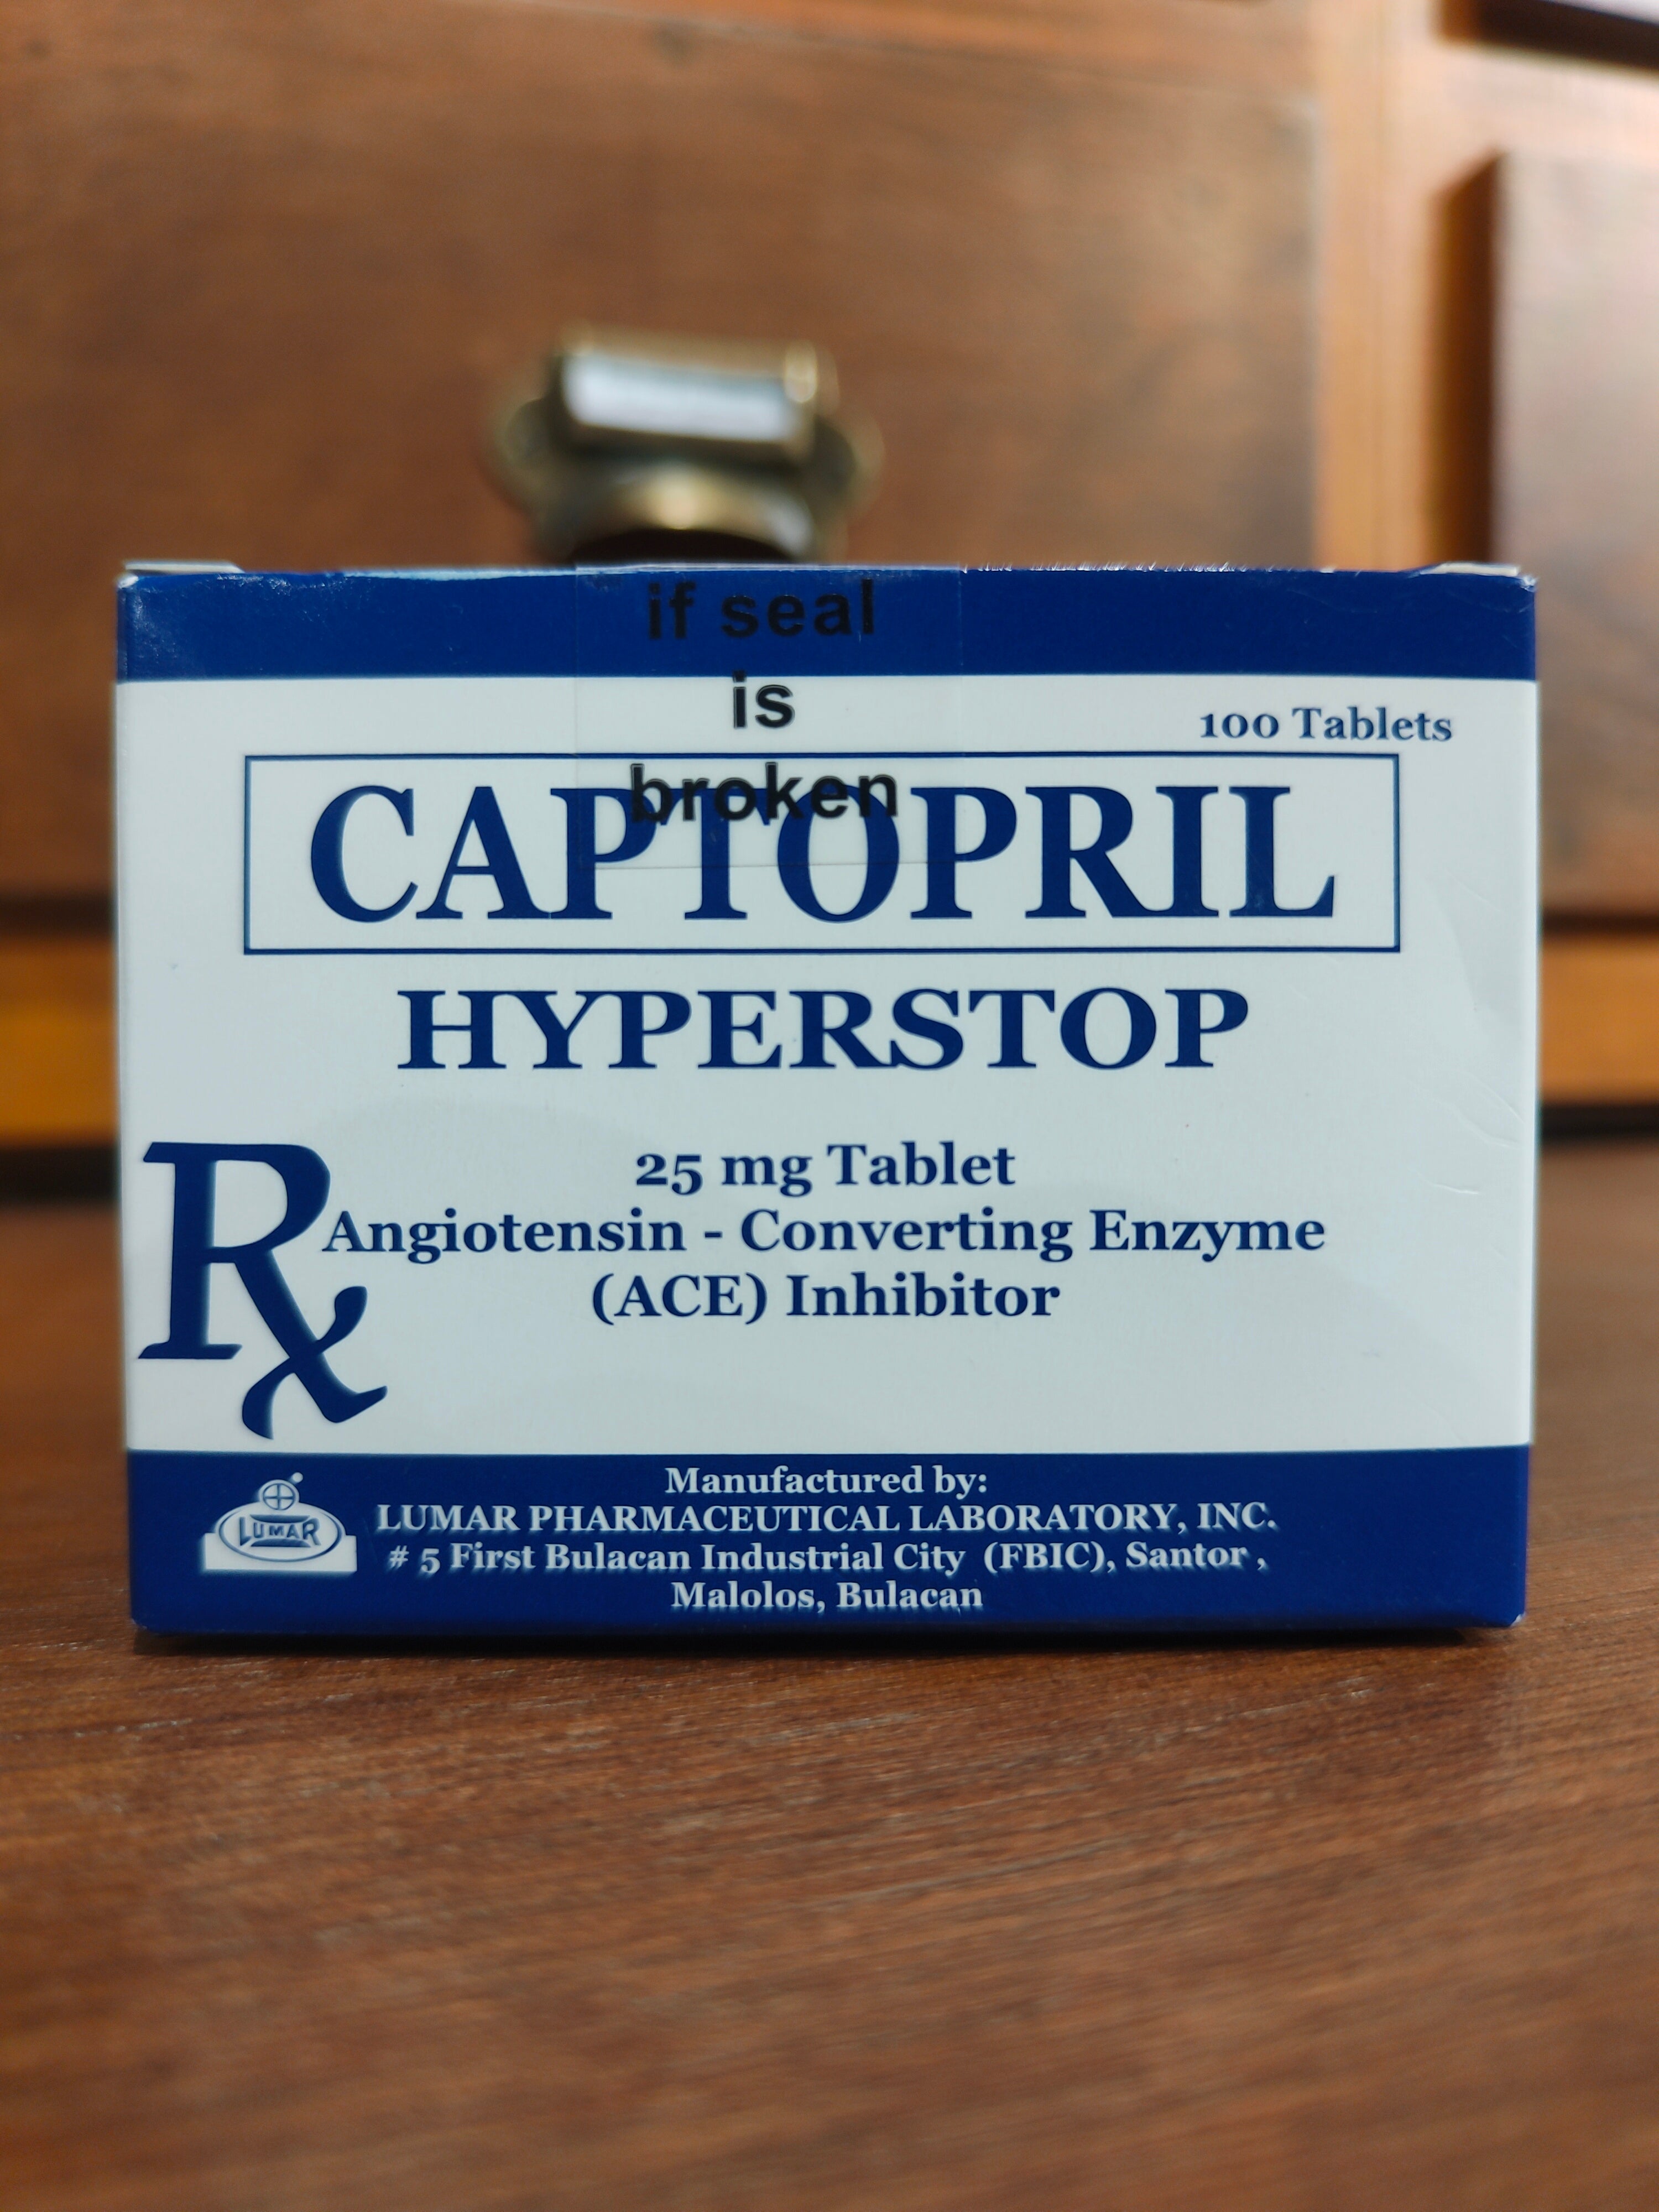 if seal
is
broken
100 Tablets
CAPTOPRIL
HYPERSTOP
Rx
25 mg Tablet
Angiotensin - Converting Enzyme
(ACE) Inhibitor
LUMAR
Manufactured by:
LUMAR PHARMACEUTICAL LABORATORY, INC.
# 5 First Bulacan Industrial City (FBIC), Santor ,
Malolos, Bulacan